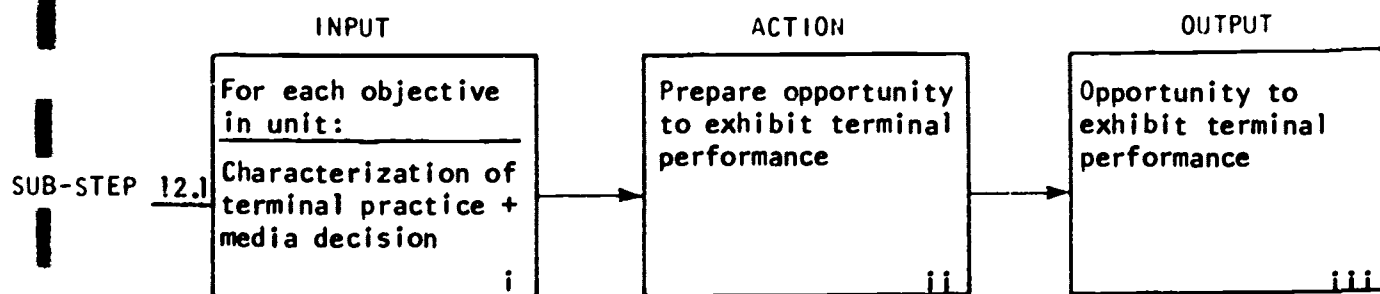 INPUT
ACTION
OUTPUT
SUB-STEP 12.1
For each objective
in unit:
Characterization of
terminal practice +
media decision
i
Prepare opportunity
to exhibit terminal
performance
ii
Opportunity to
exhibit terminal
performance
iii